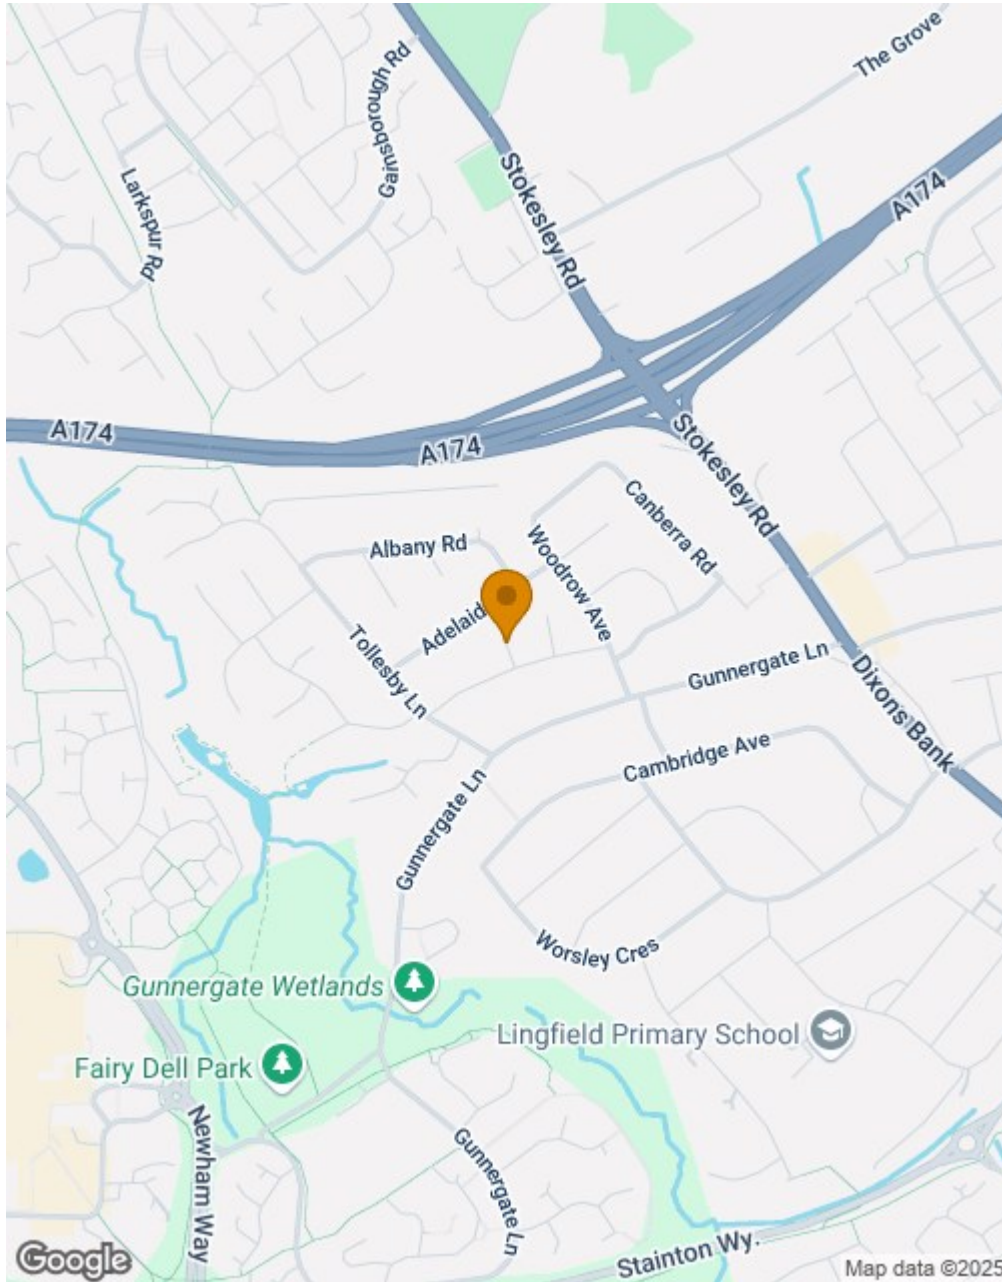 The Grove
Gainsborough Rd
Stokesley Rd
Larkspur Rd
A174
A174
A174
Stokesley Rd
Canberra Rd
Albany Rd
Woodrow Ave
Adelaid
Tollesby Ln
Gunnergate Ln
Dixons Bank
Cambridge Ave
Gunnergate Ln
Worsley Cres
Gunnergate Wetlands
Lingfield Primary School
Fairy Dell Park
Newham Way
Gunnergate Ln
Stainton Wy.
Google
Map data ©2025